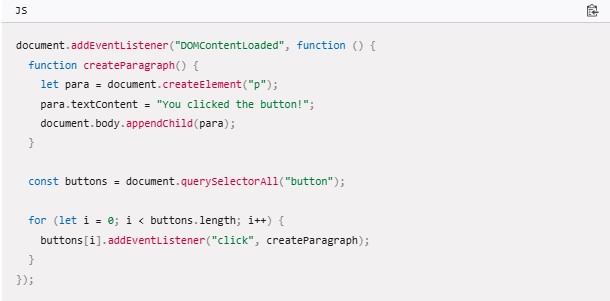 JS
document.addEventListener("DOMContentLoaded", function () {
  function createParagraph() {
    let para = document.createElement("p");
    para.textContent = "You clicked the button!";
    document.body.appendChild(para);
  }

  const buttons = document.querySelectorAll("button");

  for (let i = 0; i < buttons.length; i++) {
    buttons[i].addEventListener("click", createParagraph);
  }
});